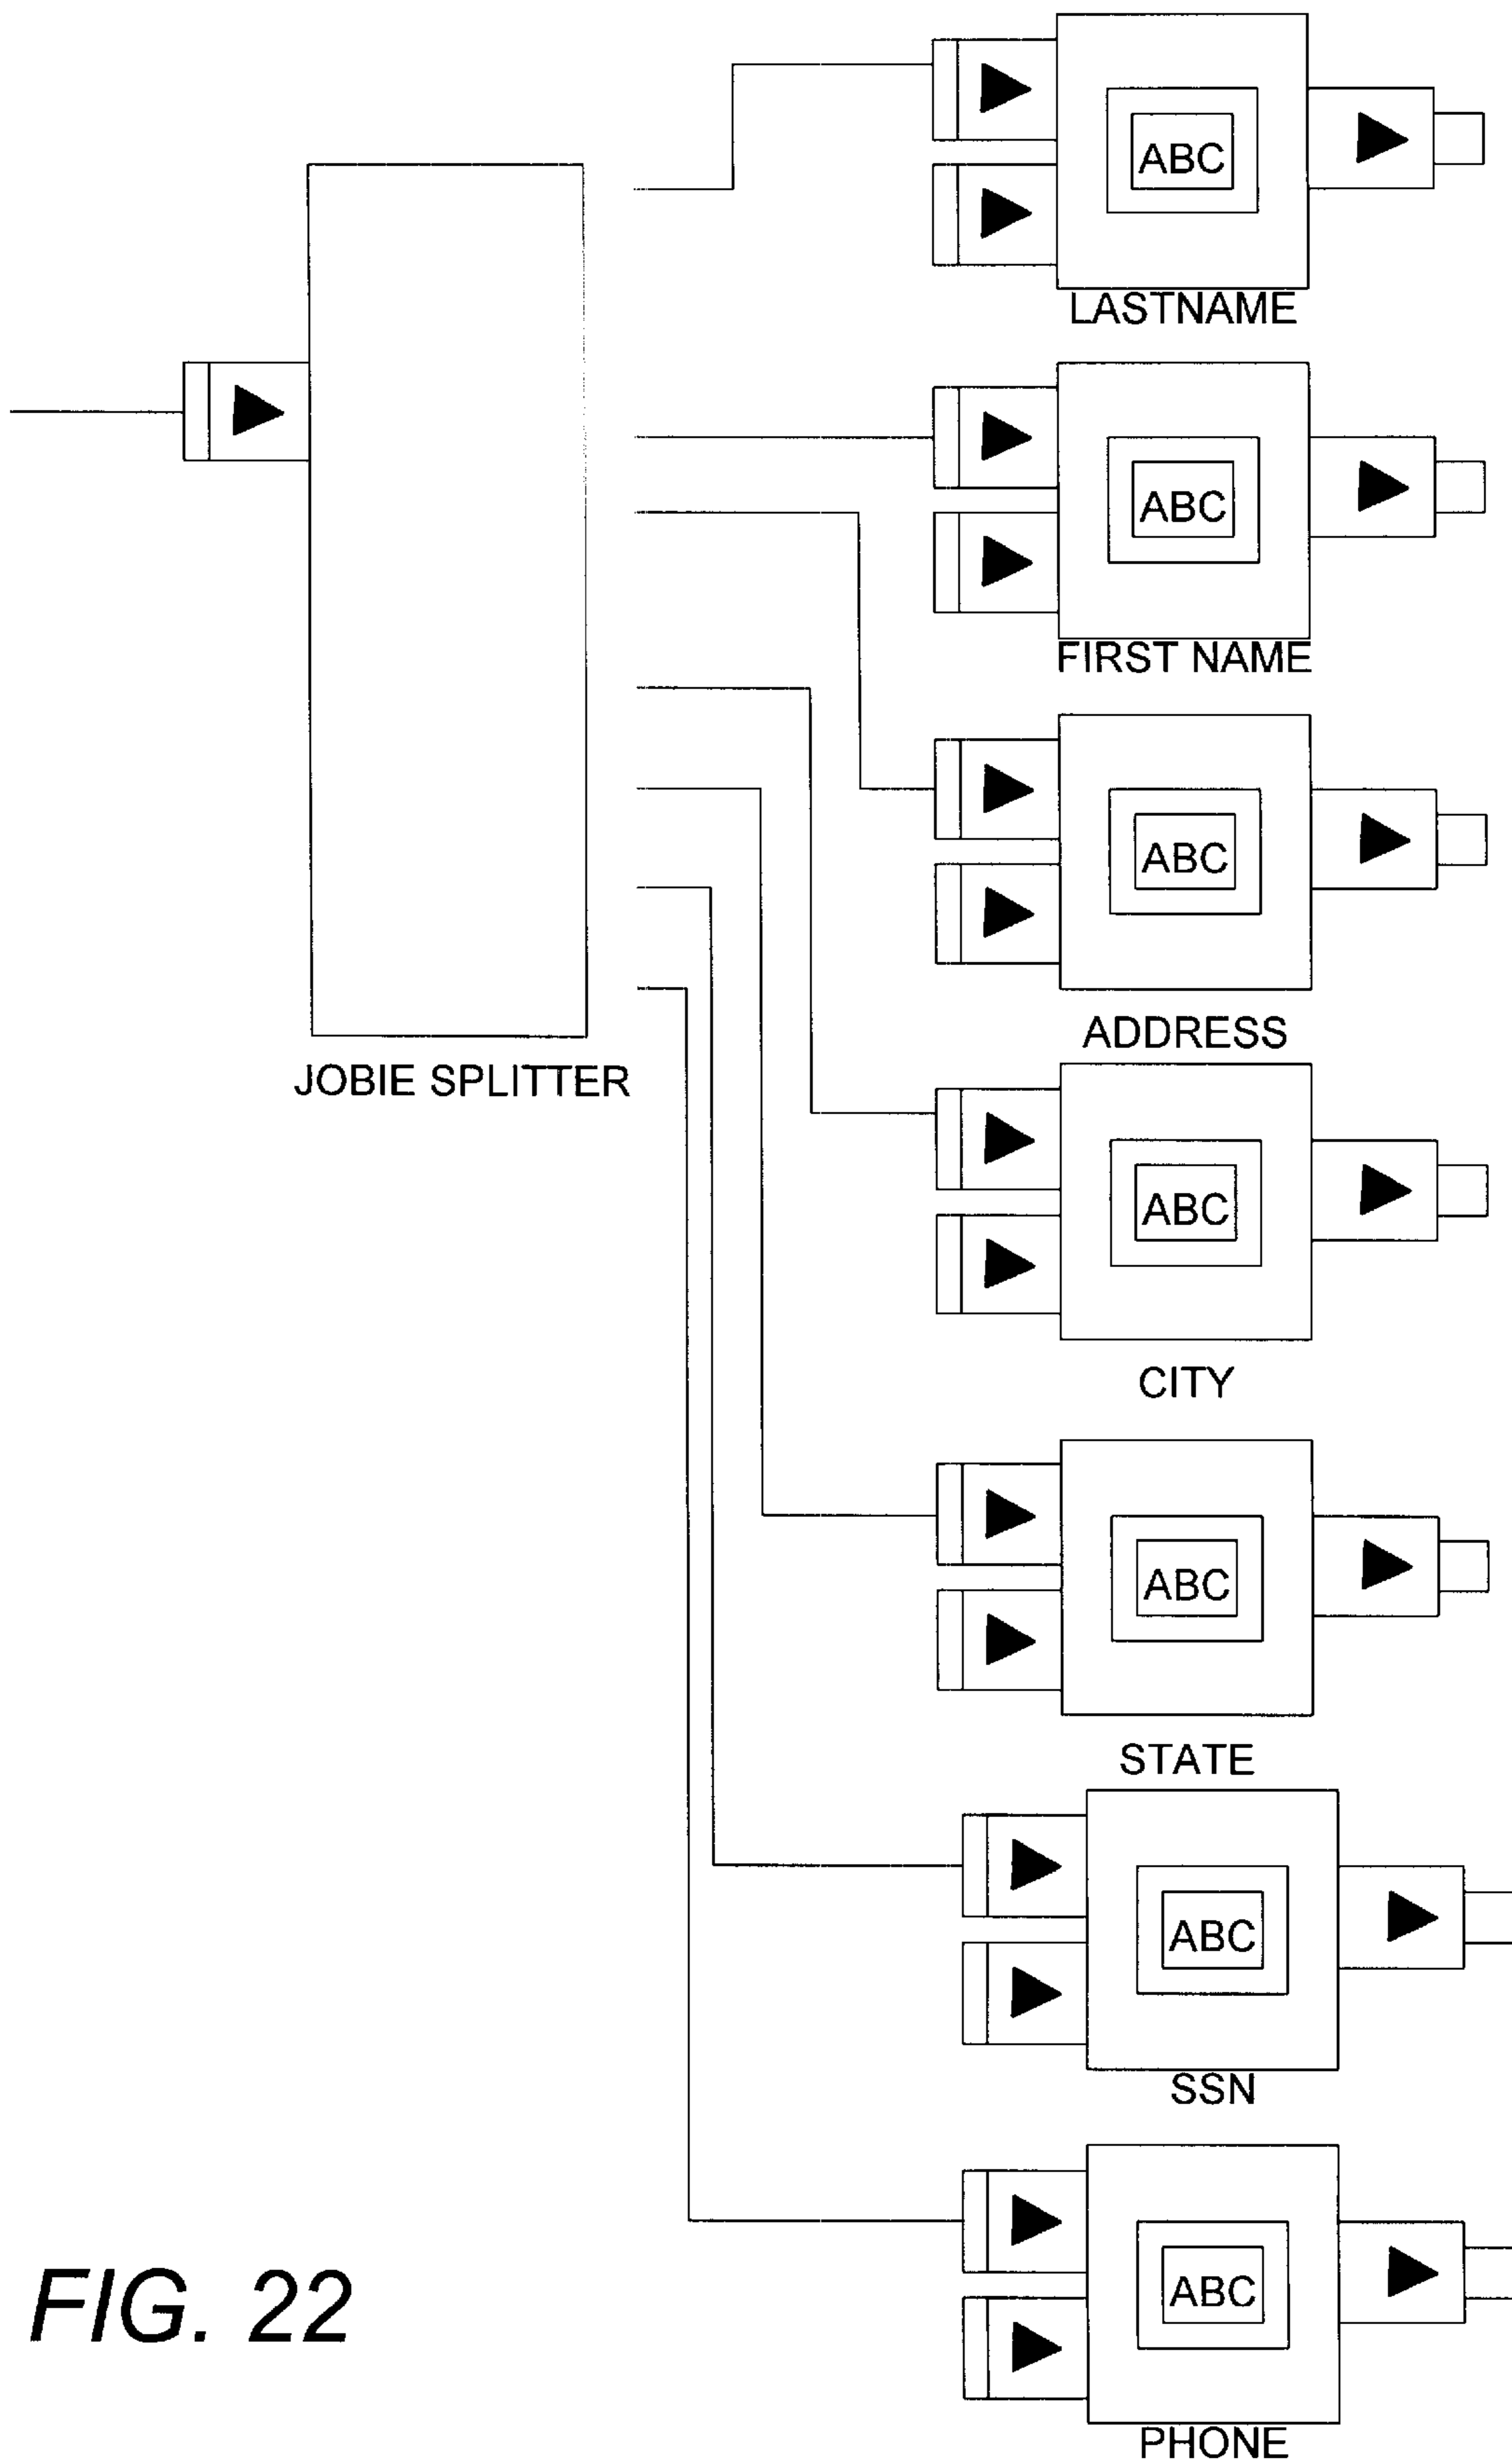 ABC
LASTNAME
ABC
FIRST NAME
ABC
ADDRESS
JOBIE SPLITTER
ABC
CITY
ABC
STATE
ABC
SSN
ABC
PHONE
FIG. 22